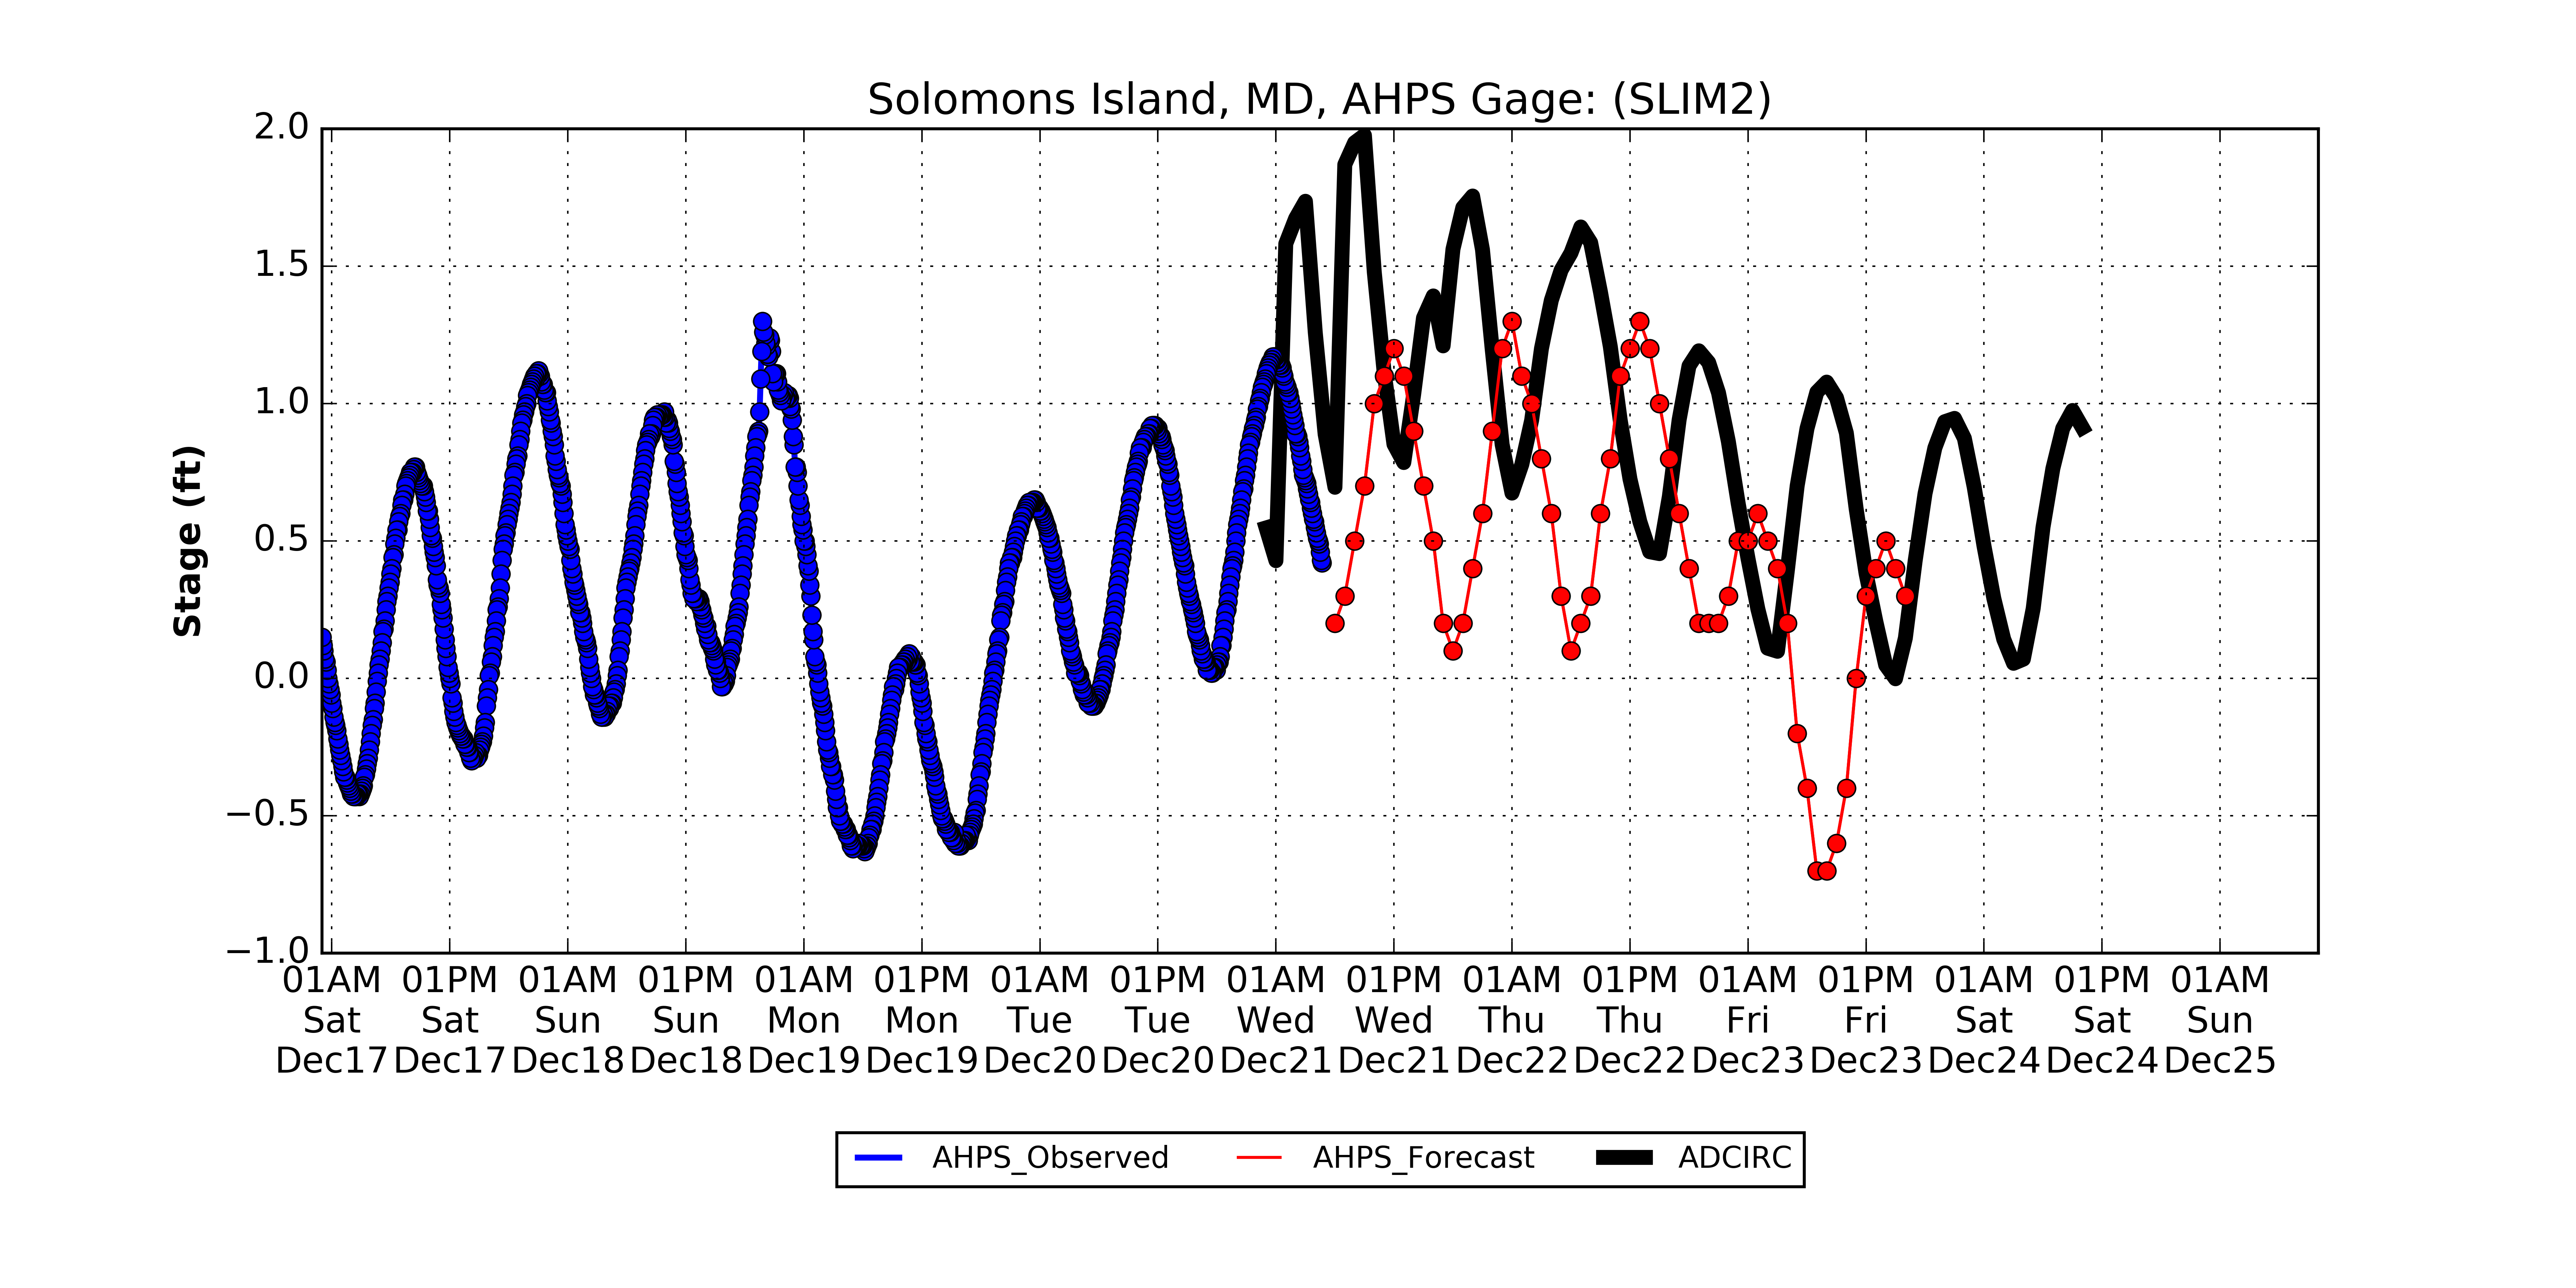 Solomons Island, MD, AHPS Gage: (SLIM2)
2.0
1.5
1.0
0.5
0.0
−0.5
−1.0
Stage (ft)
01AM 01PM 01AM 01PM 01AM 01PM 01AM 01PM 01AM 01PM 01AM 01PM 01AM 01PM 01AM 01PM 01AM
Sat Sat Sun Sun Mon Mon Tue Tue Wed Wed Thu Thu Fri Fri Sat Sat Sun
Dec17 Dec17 Dec18 Dec18 Dec19 Dec19 Dec20 Dec20 Dec21 Dec21 Dec22 Dec22 Dec23 Dec23 Dec24 Dec24 Dec25
AHPS_Observed AHPS_Forecast ADCIRC